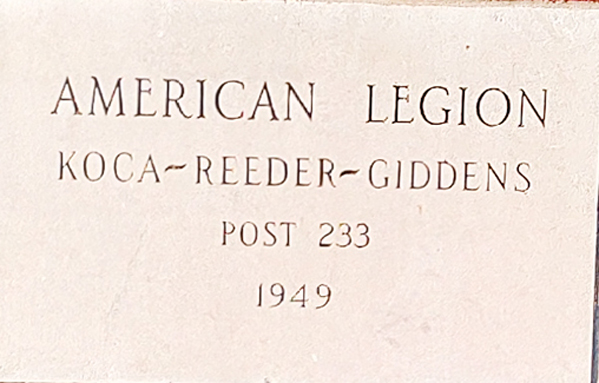 AMERICAN LEGION
KOCA~REEDER~GIDDENS
POST 233
1949